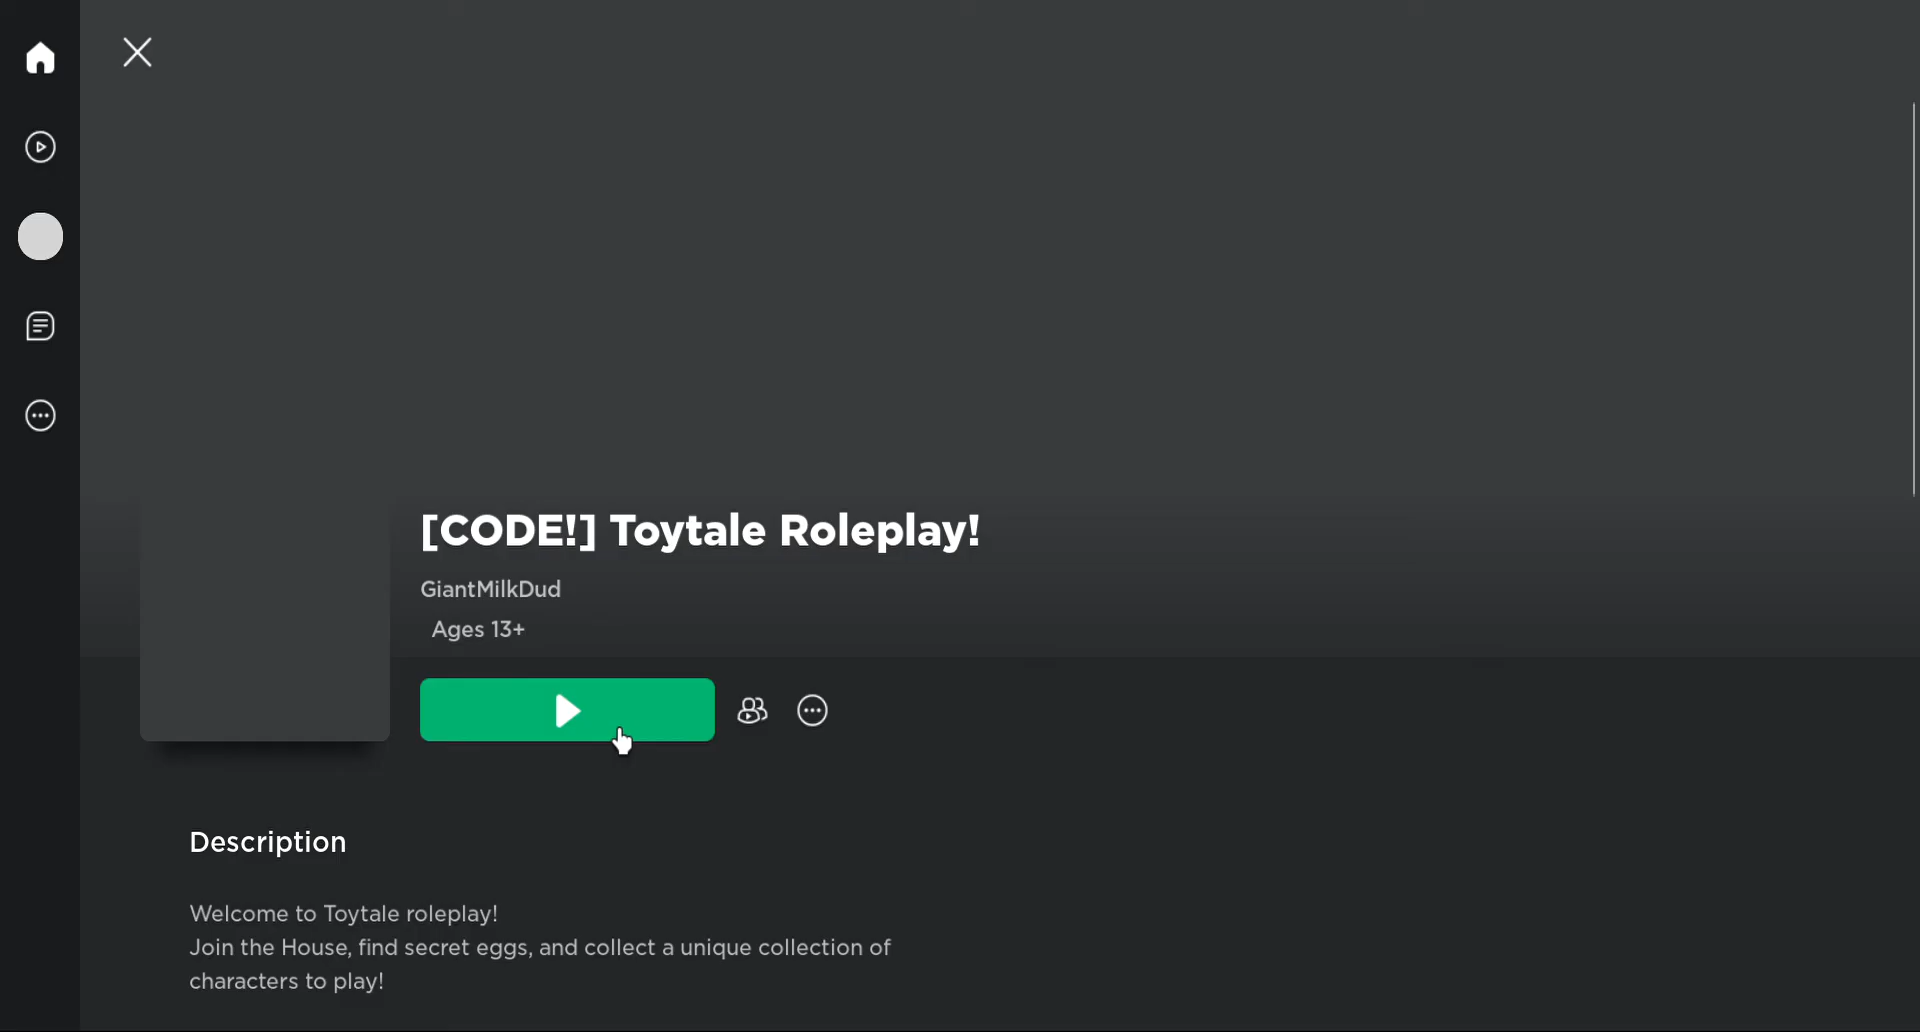 [CODE!] Toytale Roleplay!
GiantMilkDud
Ages 13+
Description
Welcome to Toytale roleplay!
Join the House, find secret eggs, and collect a unique collection of
characters to play!